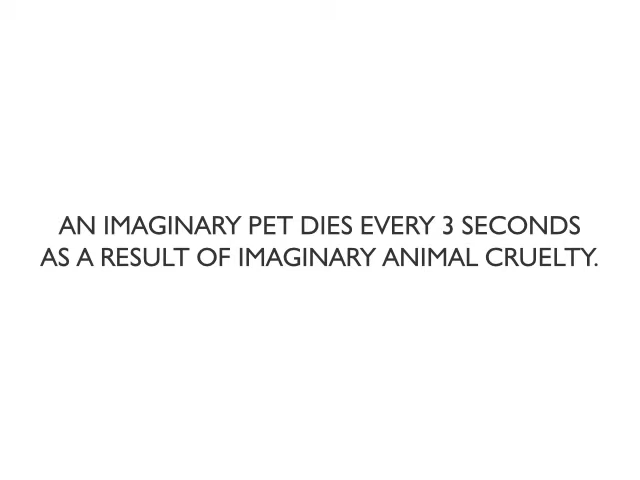 AN IMAGINARY PET DIES EVERY 3 SECONDS
AS A RESULT OF IMAGINARY ANIMAL CRUELTY.